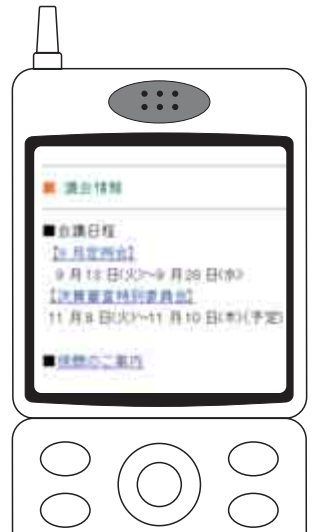 ■ 議会情報
■会議日程
【9月定例会】
9月13日(火)~9月28日(水)
【決算審査特別委員会】
11月8日(火)~11月10日(木)(予定)
■傍聴のご案内